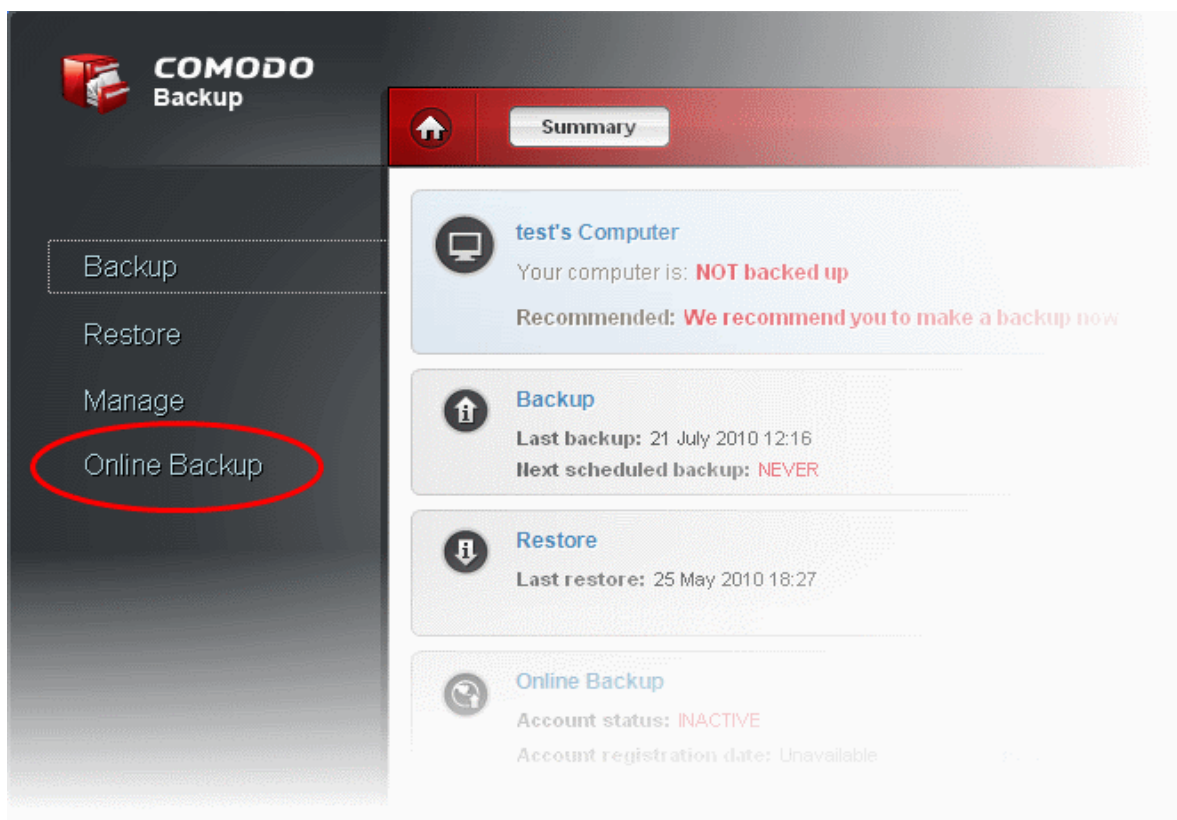 COMODO
Backup
Summary
Backup
Restore
Manage
Online Backup
test's Computer
Your computer is: NOT backed up
Recommended: We recommend you to make a backup now
Backup
Last backup: 21 July 2010 12:16
Next scheduled backup: NEVER
Restore
Last restore: 25 May 2010 18:27
Online Backup
Account status: INACTIVE
Account registration date: Unavailable